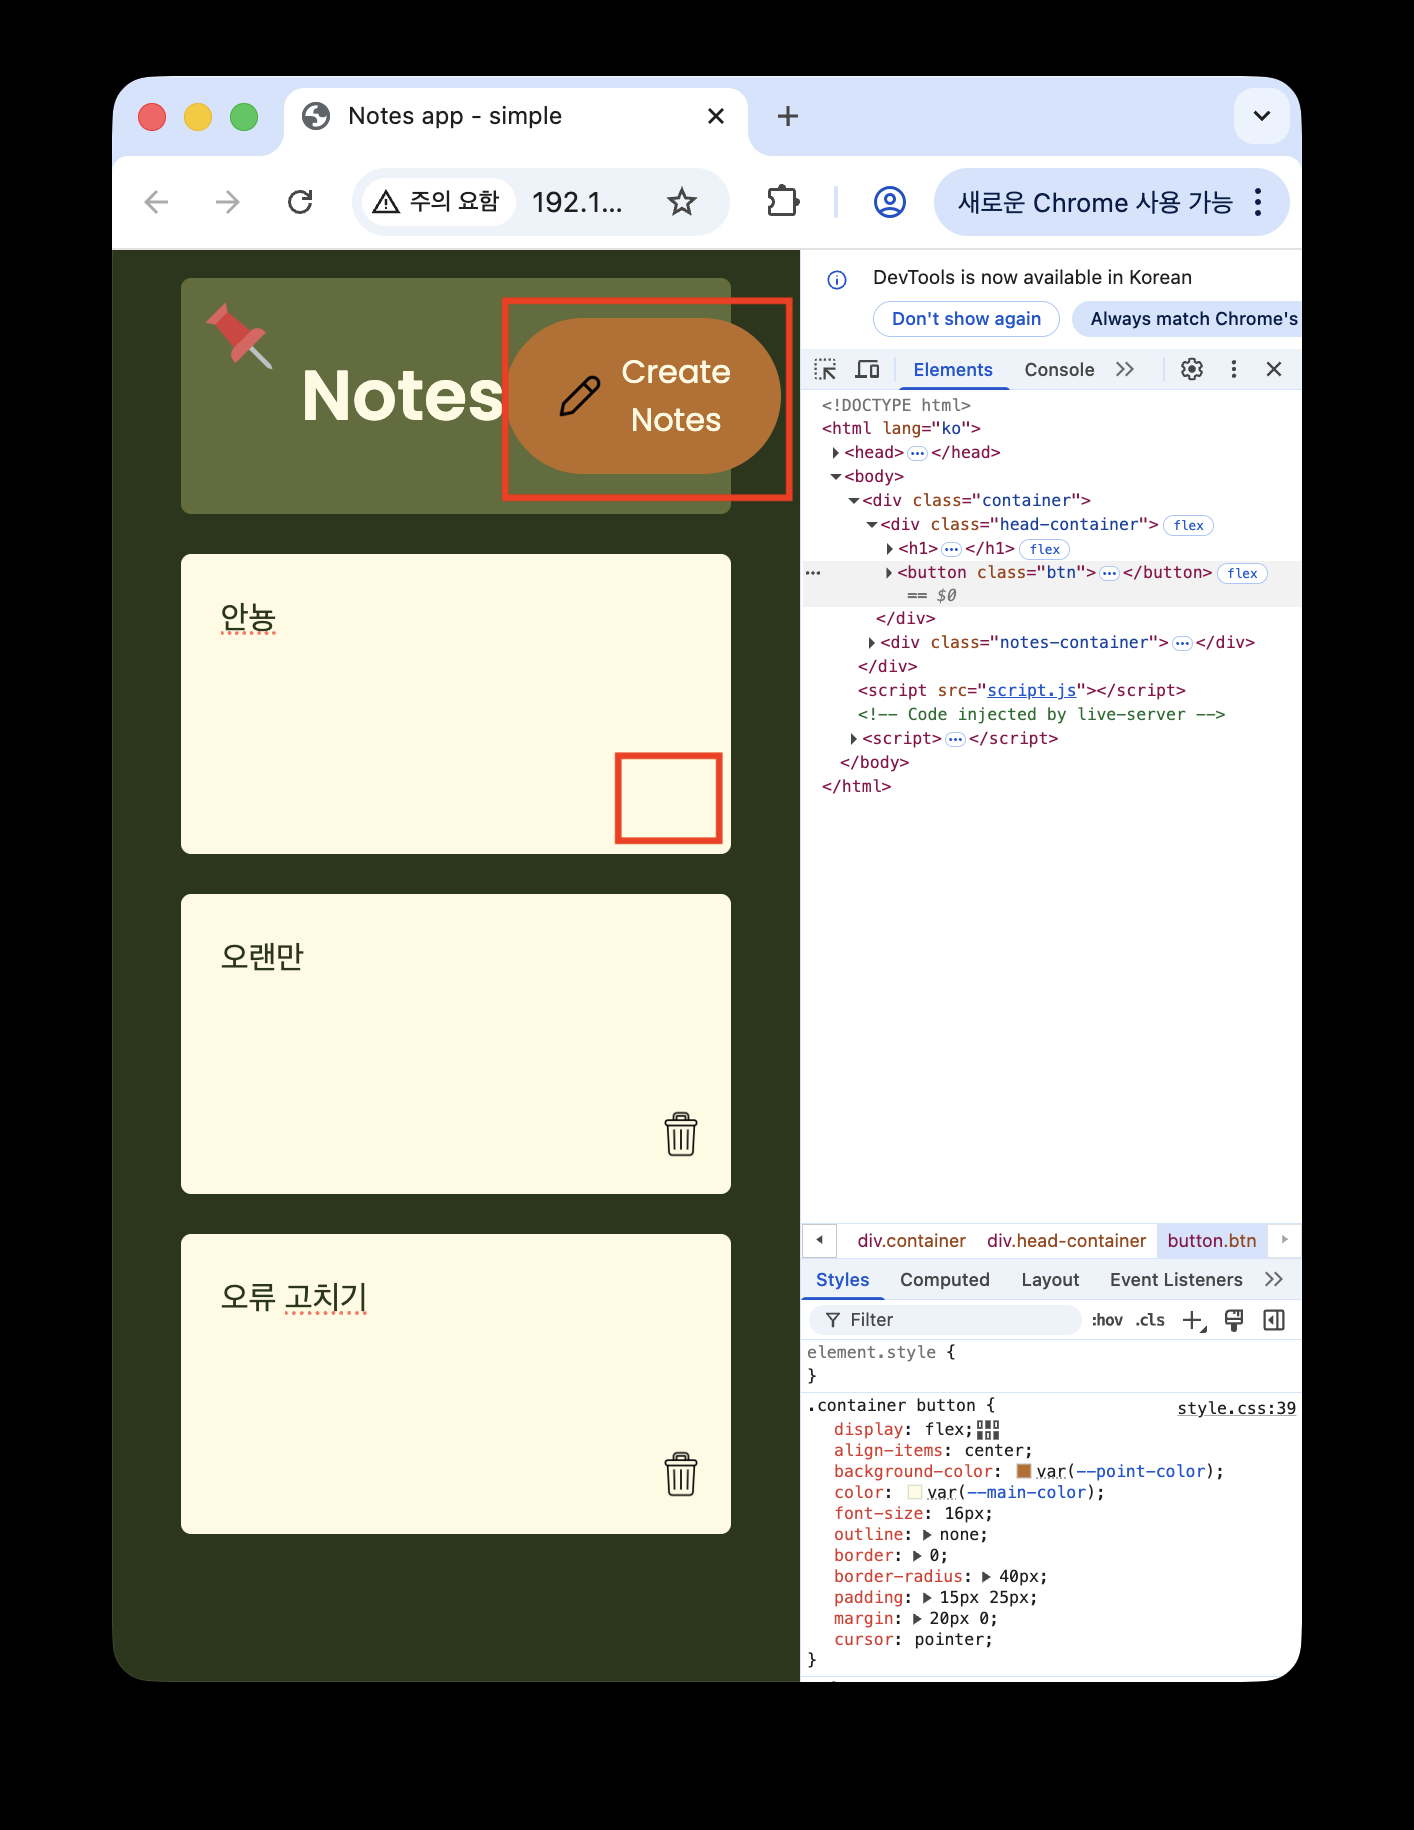 Notes app - simple
주의 요함
192.1...
새로운 Chrome 사용 가능
Notes
Create
Notes
안뇽
오랜만
오류 고치기
DevTools is now available in Korean
Don't show again
Always match Chrome's
Elements
Console
<!DOCTYPE html>
<html lang="ko">
<head>…</head>
<body>
<div class="container">
<div class="head-container"> flex
<h1>…</h1> flex
<button class="btn">…</button> flex
== $0
</div>
<div class="notes-container">…</div>
</div>
<script src="script.js"></script>
<!-- Code injected by live-server -->
<script>…</script>
</body>
</html>
div.container div.head-container button.btn
Styles Computed Layout Event Listeners
Filter
:hov .cls
element.style {
}
.container button { style.css:39
display: flex;
align-items: center;
background-color: var(--point-color);
color: var(--main-color);
font-size: 16px;
outline: none;
border: 0;
border-radius: 40px;
padding: 15px 25px;
margin: 20px 0;
cursor: pointer;
}